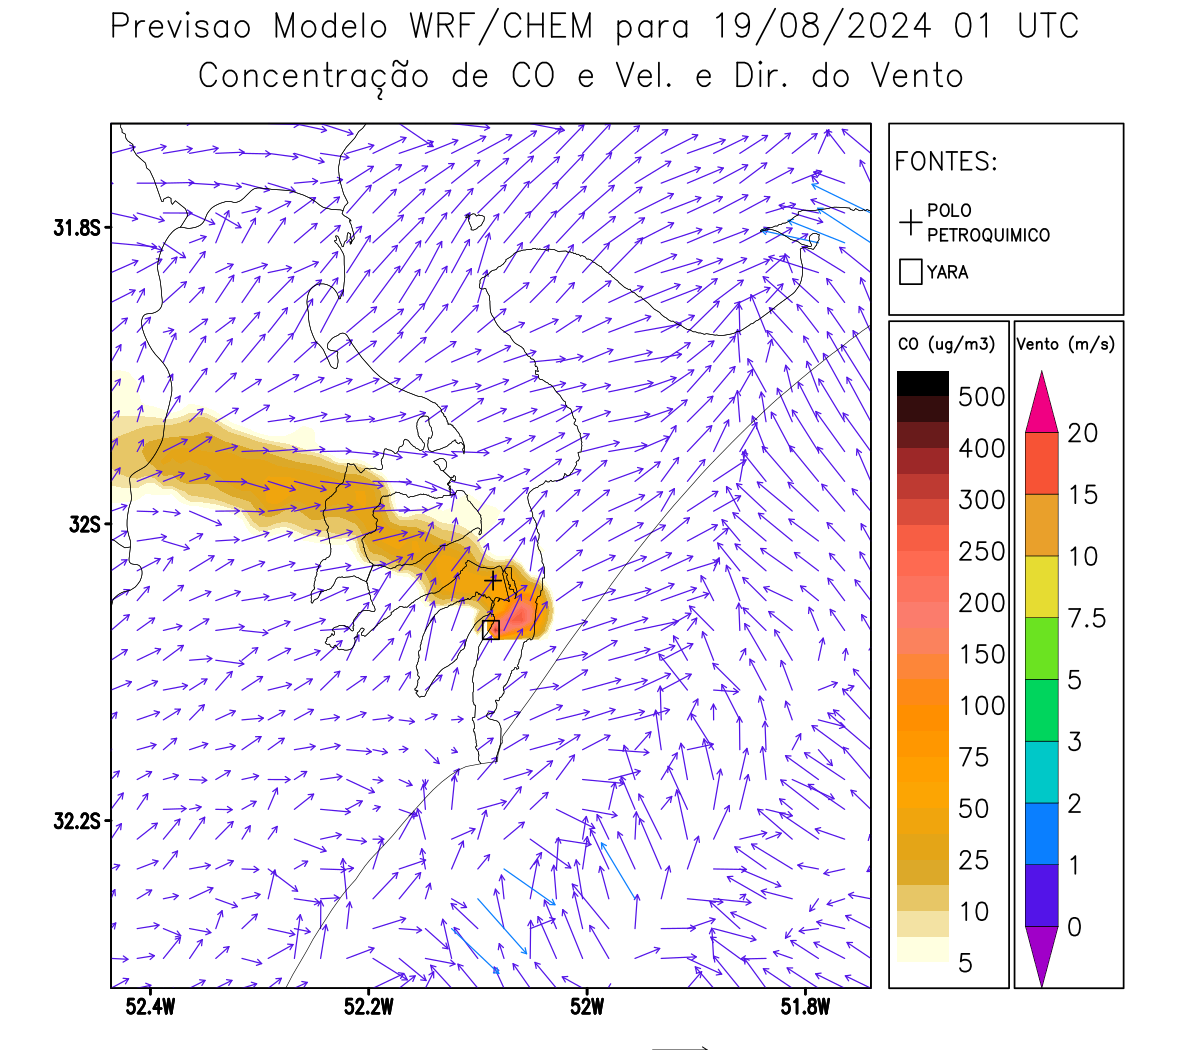 Previsao Modelo WRF/CHEM para 19/08/2024 01 UTC
Concentração de CO e Vel. e Dir. do Vento
FONTES:
POLO
PETROQUIMICO
YARA
31.8S
32S
32.2S
52.4W
52.2W
52W
51.8W
CO (ug/m3)
500
400
300
250
200
150
100
75
50
25
10
5
Vento (m/s)
20
15
10
7.5
5
3
2
1
0